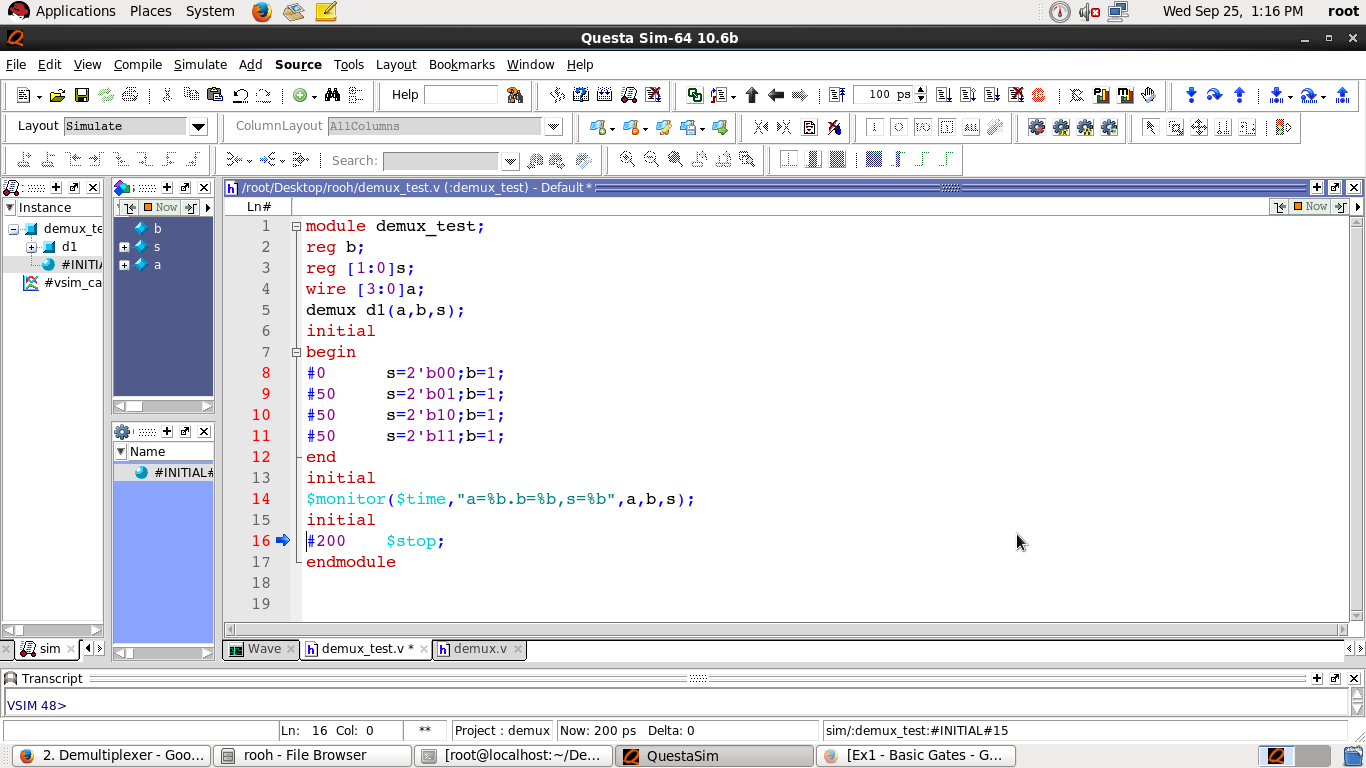 Applications Places System Wed Sep 25, 1:16 PM root
Questa Sim-64 10.6b
File Edit View Compile Simulate Add Source Tools Layout Bookmarks Window Help
Help 100 ps
Layout Simulate ColumnLayout AllColumns
Search:
/root/Desktop/rooh/demux_test.v (:demux_test) - Default *
Now
Instance
demux_te
d1
#INITIA
#vsim_ca
b
s
a
Name
#INITIAL#
Ln# Now
1 module demux_test;
2 reg b;
3 reg [1:0]s;
4 wire [3:0]a;
5 demux d1(a,b,s);
6 initial
7 begin
8 #0 s=2'b00;b=1;
9 #50 s=2'b01;b=1;
10 #50 s=2'b10;b=1;
11 #50 s=2'b11;b=1;
12 end
13 initial
14 $monitor($time,"a=%b.b=%b,s=%b",a,b,s);
15 initial
16 #200 $stop;
17 endmodule
18
19
sim Wave demux_test.v * demux.v
Transcript
VSIM 48>
Ln: 16 Col: 0 ** Project : demux Now: 200 ps Delta: 0 sim/:demux_test:#INITIAL#15
2. Demultiplexer - Goo... rooh - File Browser [root@localhost:~/De... QuestaSim [Ex1 - Basic Gates - G...